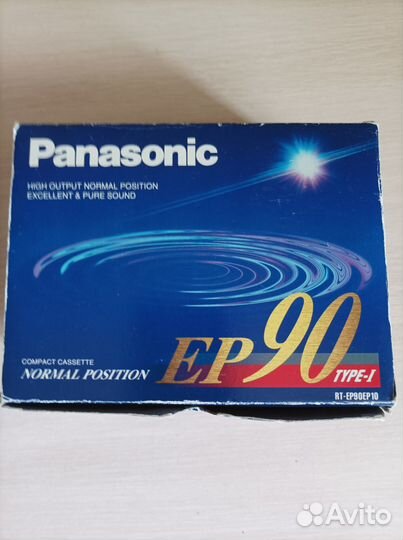 Panasonic
HIGH OUTPUT NORMAL POSITION
EXCELLENT & PURE SOUND
COMPACT CASSETTE
NORMAL POSITION
EP90
TYPE-I
RT-EP90EP10
Avito